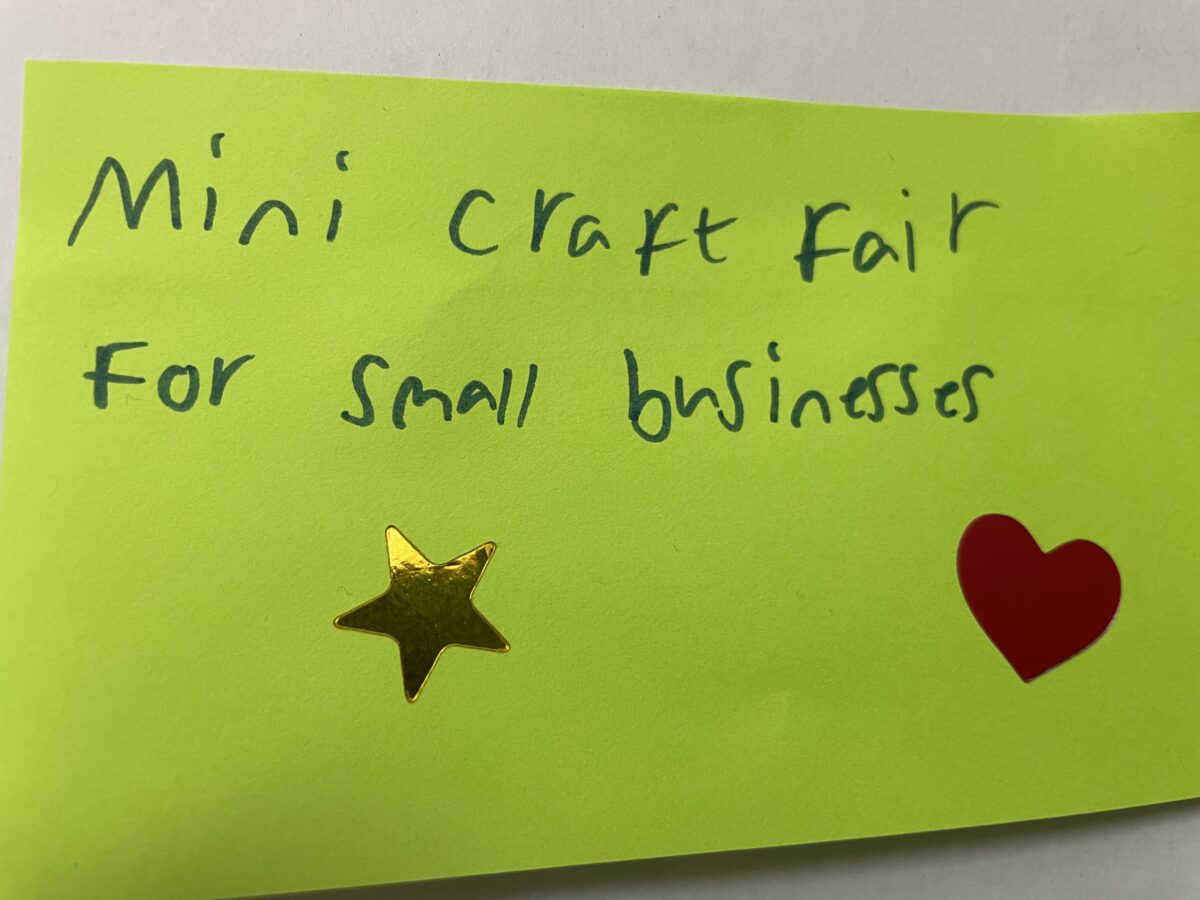 Mini craft Fair
For small businesses